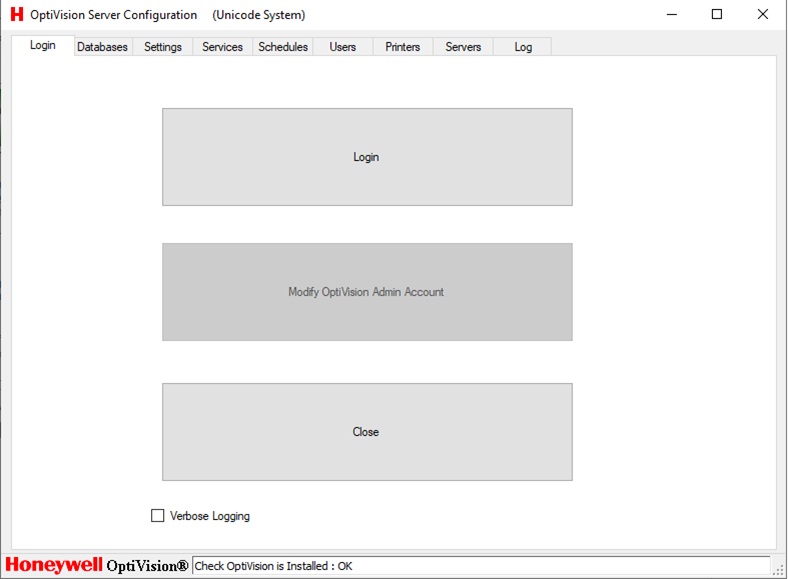 H OptiVision Server Configuration (Unicode System)
Login Databases Settings Services Schedules Users Printers Servers Log
Login
Modify OptiVision Admin Account
Close
Verbose Logging
Honeywell OptiVision® Check OptiVision is Installed : OK